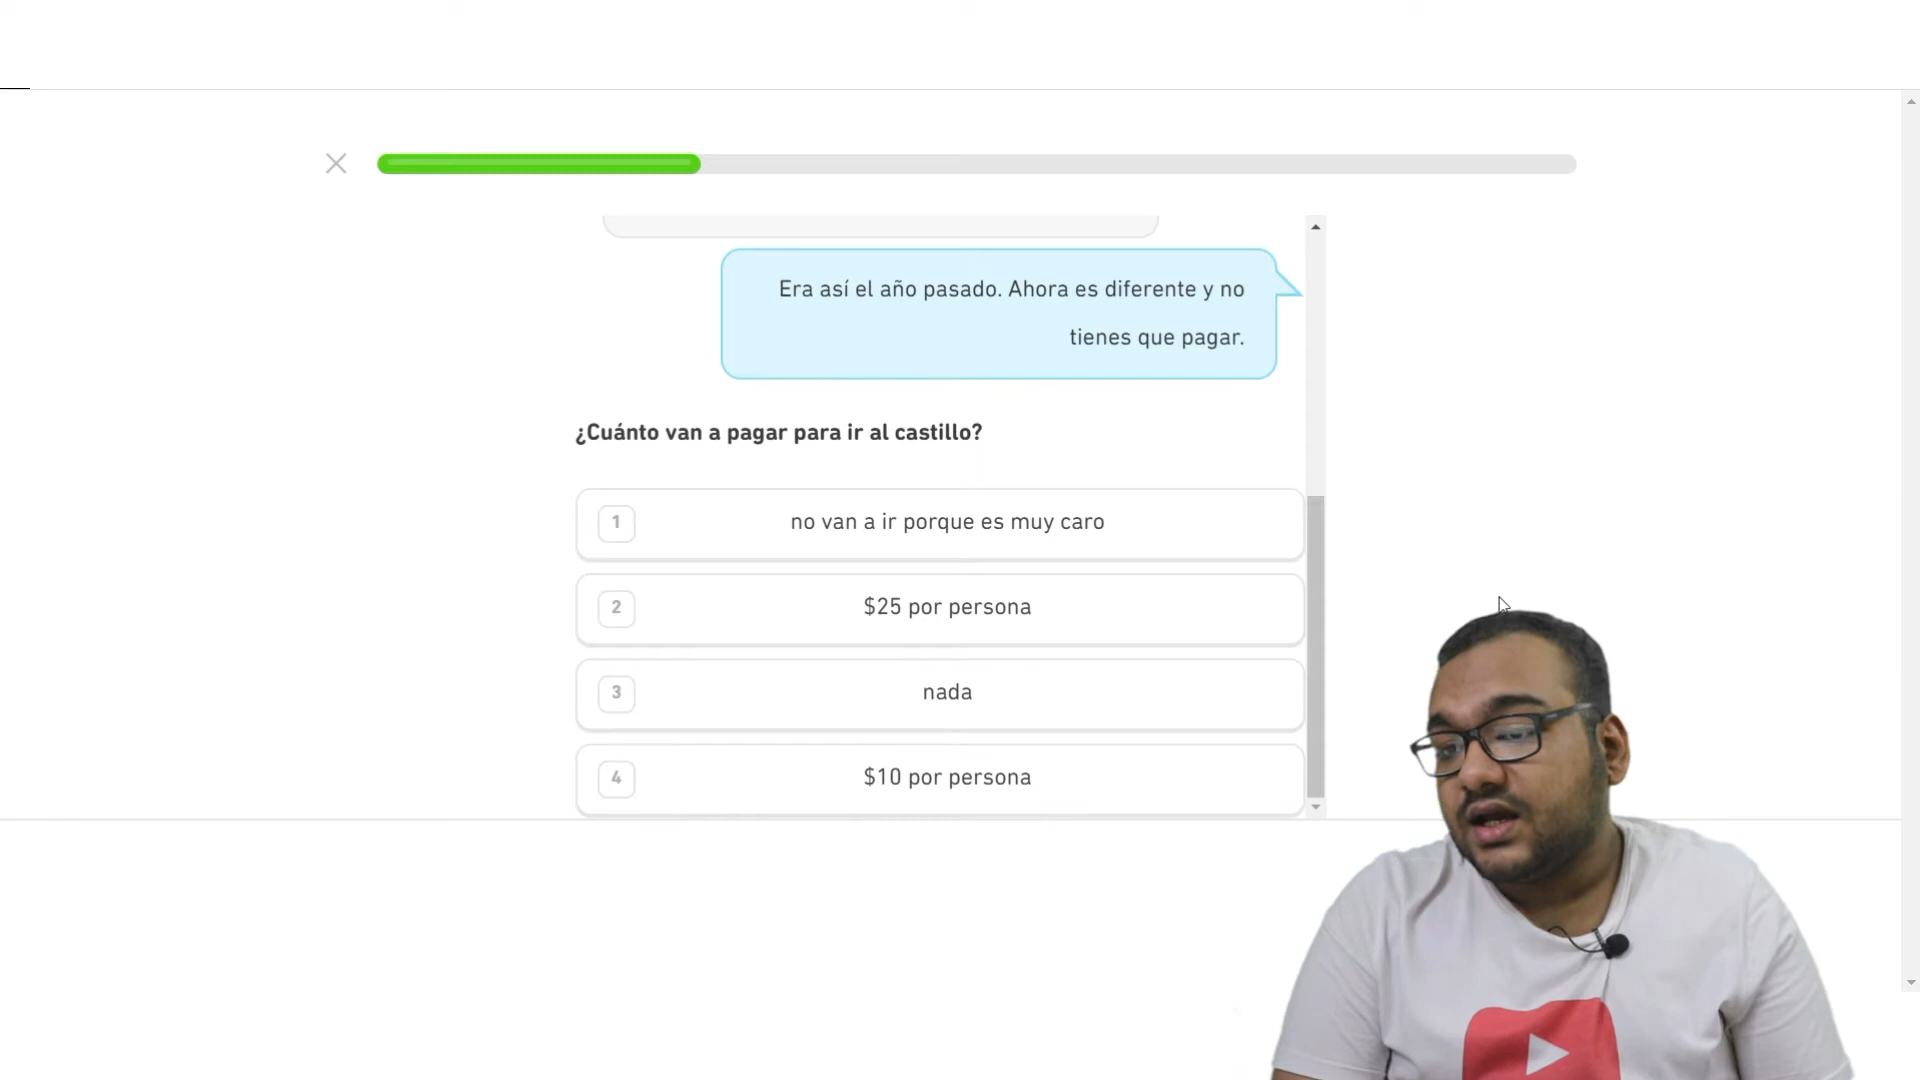 Era así el año pasado. Ahora es diferente y no
tienes que pagar.
¿Cuánto van a pagar para ir al castillo?
1 no van a ir porque es muy caro
2 $25 por persona
3 nada
4 $10 por persona